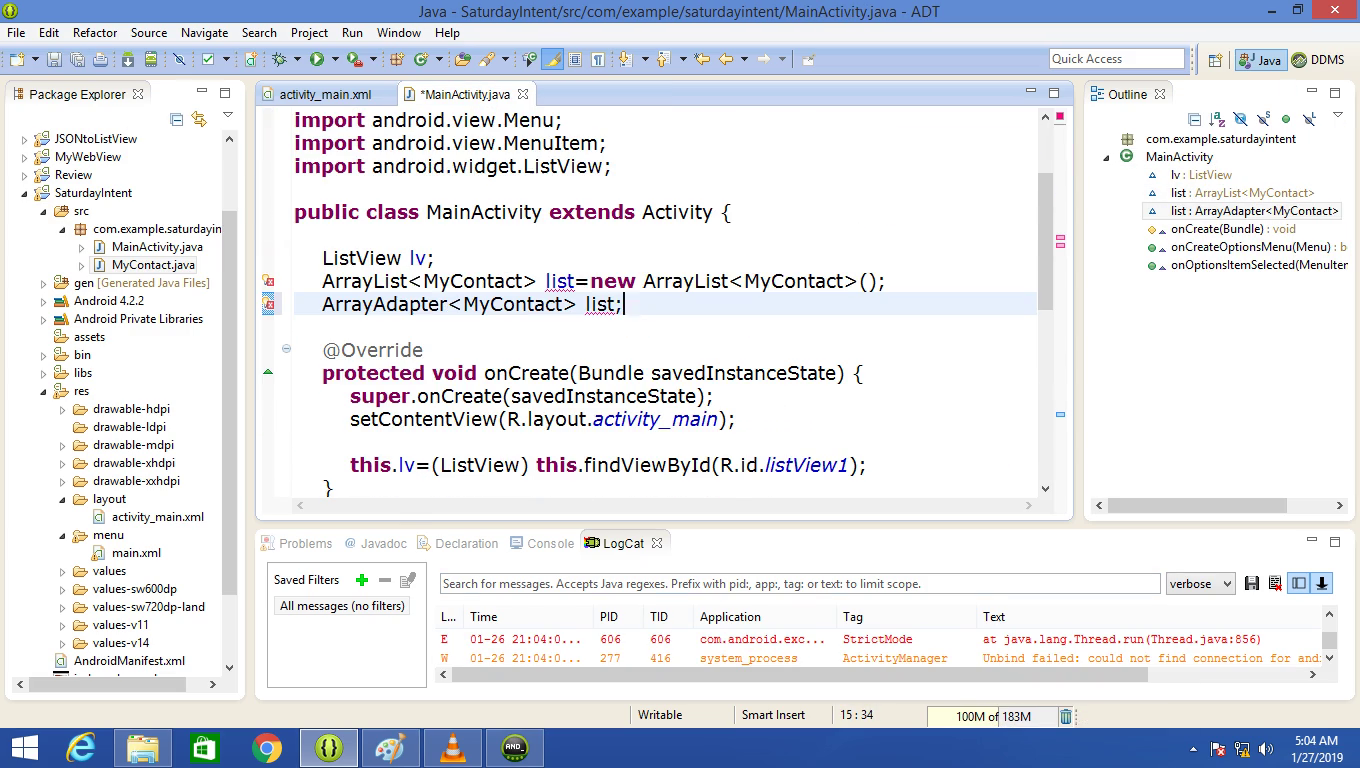 Java - SaturdayIntent/src/com/example/saturdayintent/MainActivity.java - ADT
File Edit Refactor Source Navigate Search Project Run Window Help
Quick Access
Java
DDMS
Package Explorer
JSONtoListView
MyWebView
Review
SaturdayIntent
src
com.example.saturdayin
MainActivity.java
MyContact.java
gen [Generated Java Files]
Android 4.2.2
Android Private Libraries
assets
bin
libs
res
drawable-hdpi
drawable-ldpi
drawable-mdpi
drawable-xhdpi
drawable-xxhdpi
layout
activity_main.xml
menu
main.xml
values
values-sw600dp
values-sw720dp-land
values-v11
values-v14
AndroidManifest.xml
activity_main.xml
*MainActivity.java
import android.view.Menu;
import android.view.MenuItem;
import android.widget.ListView;
public class MainActivity extends Activity {
ListView lv;
ArrayList<MyContact> list=new ArrayList<MyContact>();
ArrayAdapter<MyContact> list;
@Override
protected void onCreate(Bundle savedInstanceState) {
super.onCreate(savedInstanceState);
setContentView(R.layout.activity_main);
this.lv=(ListView) this.findViewById(R.id.listView1);
}
Outline
com.example.saturdayintent
MainActivity
lv : ListView
list : ArrayList<MyContact>
list : ArrayAdapter<MyContact>
onCreate(Bundle) : void
onCreateOptionsMenu(Menu) : b
onOptionsItemSelected(MenuIter
Problems
@ Javadoc
Declaration
Console
LogCat
Saved Filters
All messages (no filters)
Search for messages. Accepts Java regexes. Prefix with pid:, app:, tag: or text: to limit scope.
verbose
L... Time PID TID Application Tag Text
E 01-26 21:04:0... 606 606 com.android.exc... StrictMode at java.lang.Thread.run(Thread.java:856)
W 01-26 21:04:0... 277 416 system_process ActivityManager Unbind failed: could not find connection for and
Writable
Smart Insert
15 : 34
100M of 183M
5:04 AM
1/27/2019